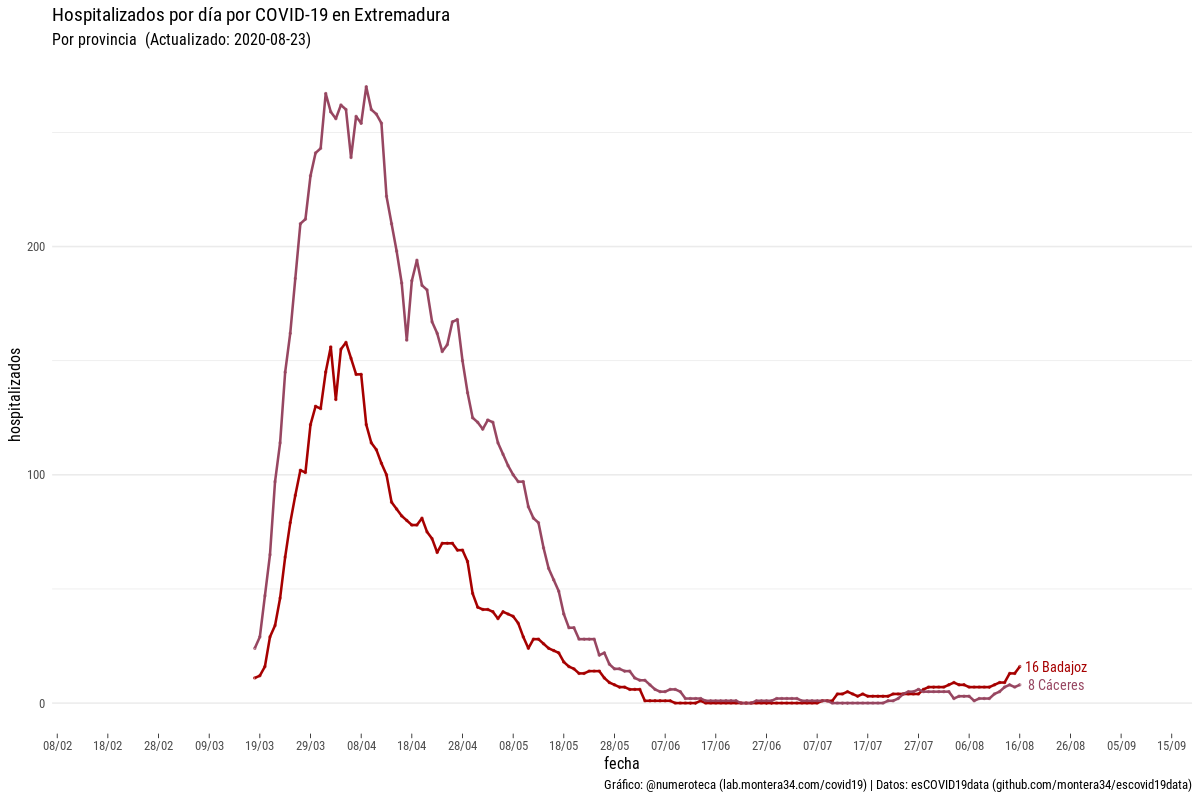 Hospitalizados por día por COVID-19 en Extremadura
Por provincia  (Actualizado: 2020-08-23)
hospitalizados
200
100
0
16 Badajoz
8 Cáceres
08/02 18/02 28/02 09/03 19/03 29/03 08/04 18/04 28/04 08/05 18/05 28/05 07/06 17/06 27/06 07/07 17/07 27/07 06/08 16/08 26/08 05/09 15/09
fecha
Gráfico: @numeroteca (lab.montera34.com/covid19) | Datos: esCOVID19data (github.com/montera34/escovid19data)